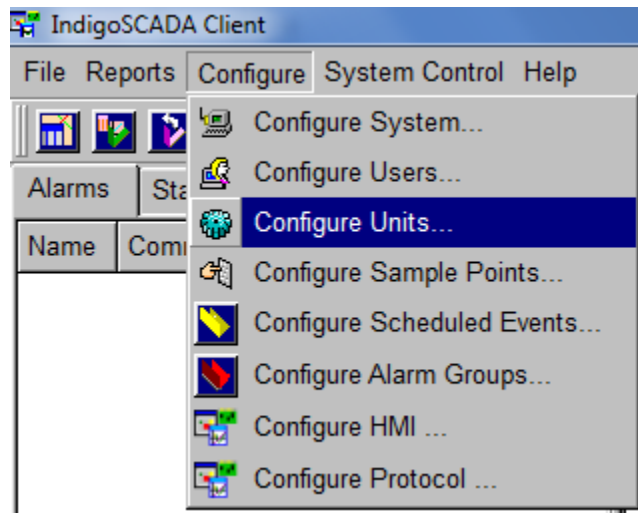 IndigoSCADA Client
File Reports Configure System Control Help
Configure System...
Configure Users...
Alarms
Configure Units...
Name
Configure Sample Points...
Configure Scheduled Events...
Configure Alarm Groups...
Configure HMI ...
Configure Protocol ...